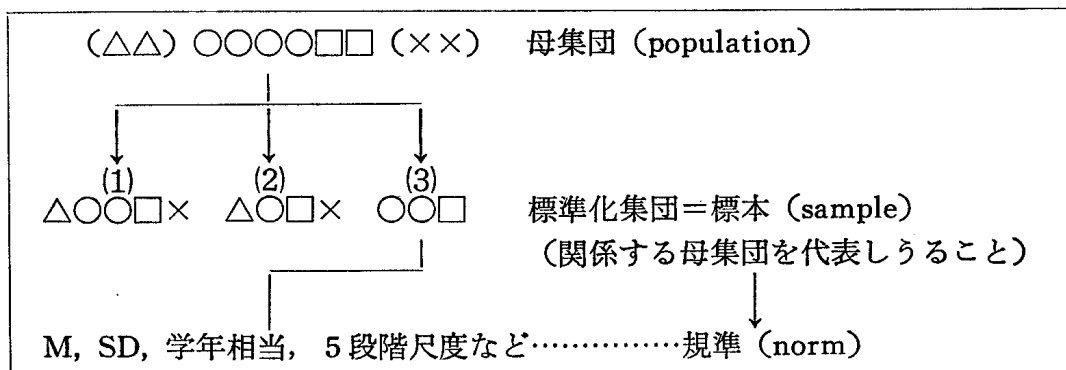 (△△) ○○○○□□ (××) 母集団 (population)
(1) (2) (3)
△○○□× △○□× ○○□ 標準化集団=標本 (sample)
(関係する母集団を代表しうること)
M, SD, 学年相当, 5段階尺度など……………規準 (norm)